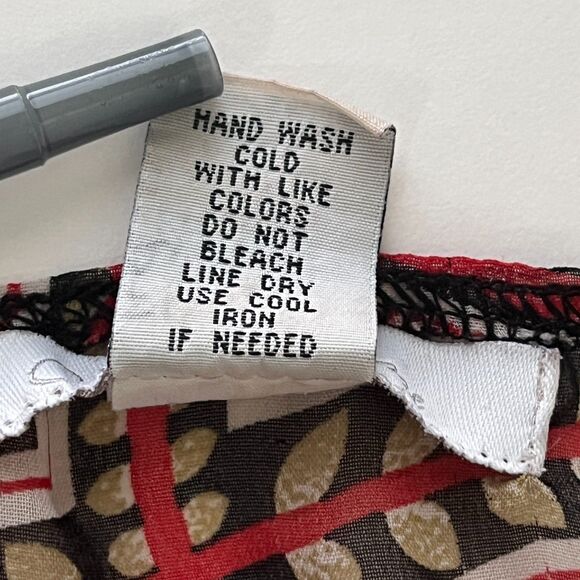 HAND WASH
COLD
WITH LIKE
COLORS
DO NOT
BLEACH
LINE DRY
USE COOL
IRON
IF NEEDED